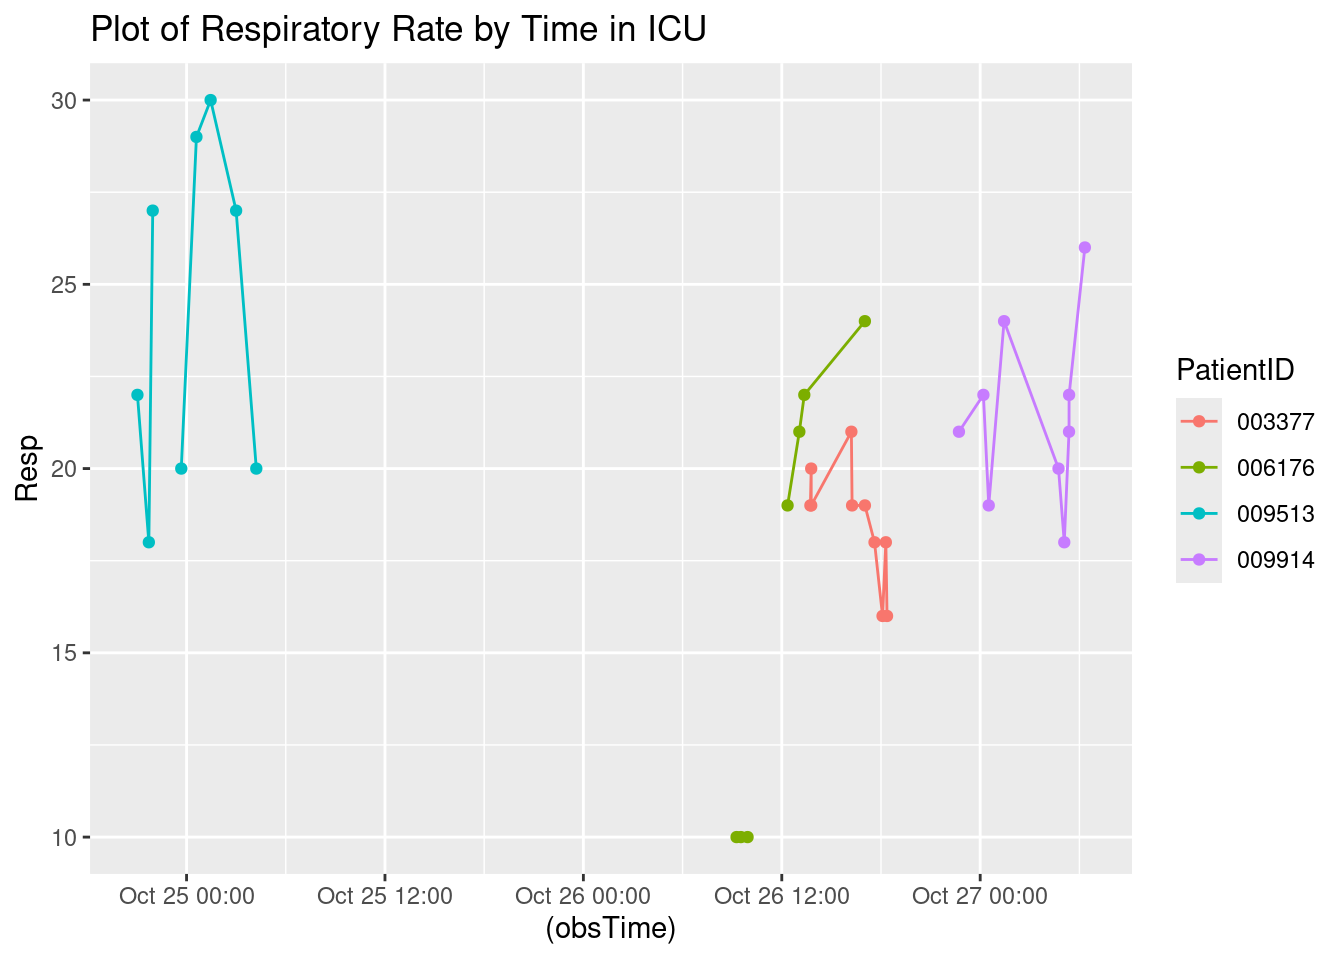 Plot of Respiratory Rate by Time in ICU
30
25
20
15
10
Resp
Oct 25 00:00 Oct 25 12:00 Oct 26 00:00 Oct 26 12:00 Oct 27 00:00
(obsTime)
PatientID
003377
006176
009513
009914